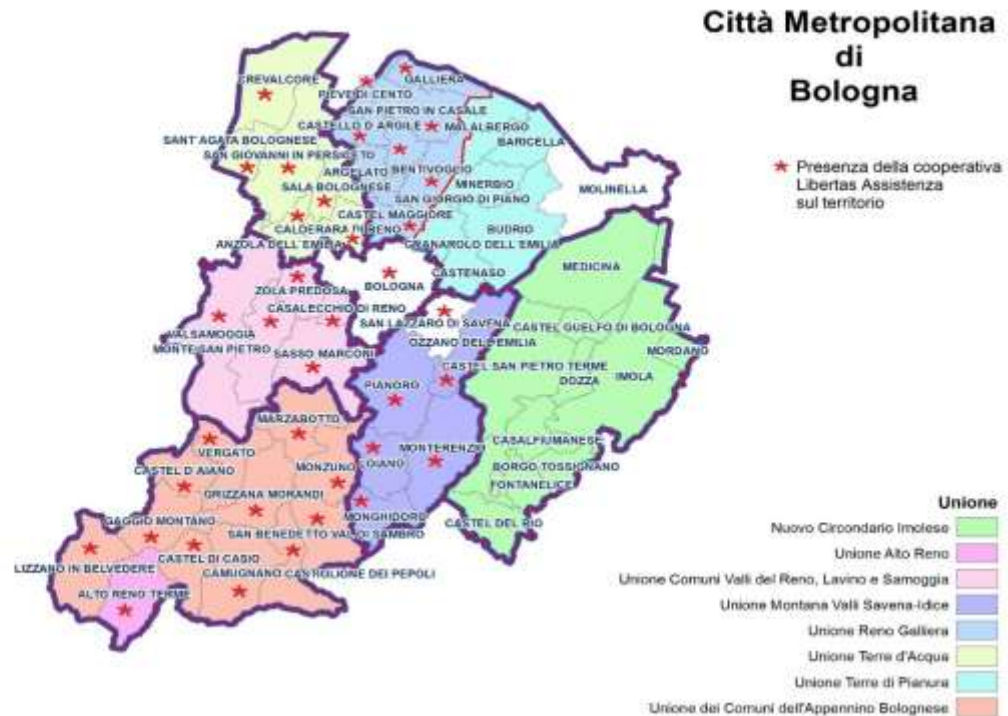 Città Metropolitana
di
Bologna
Presenza della cooperativa
Libertas Assistenza
sul territorio
CREVALCORE
GALLIERA
PIEVE DI CENTO
SAN PIETRO IN CASALE
CASTELLO D ARGILE
MALALBERGO
BARICELLA
SANT'AGATA BOLOGNESE
SAN GIOVANNI IN PERSICETO
ARGELATO
BENTIVOGLIO
MINERBIO
MOLINELLA
SALA BOLOGNESE
SAN GIORGIO DI PIANO
CASTEL MAGGIORE
BUDRIO
CALDERARA DI RENO
ANZOLA DELL'EMILIA
GRANAROLO DELL'EMILIA
CASTENASO
MEDICINA
BOLOGNA
ZOLA PREDOSA
CASALECCHIO DI RENO
SAN LAZZARO DI SAVENA
CASTEL GUELFO DI BOLOGNA
VALSAMOGGIA
OZZANO DELL'EMILIA
MONTE SAN PIETRO
SASSO MARCONI
MORDANO
CASTEL SAN PIETRO TERME
DOZZA
IMOLA
PIANORO
MARZABOTTO
CASALFIUMANESE
VERGATO
MONTERENZIO
LOIANO
MONZUNO
CASTEL D AIANO
BORGO TOSSIGNANO
FONTANELICE
GRIZZANA MORANDI
MONGHIDORO
GAGGIO MONTANO
CASTEL DEL RIO
SAN BENEDETTO VAL DI SAMBRO
CASTEL DI CASIO
LIZZANO IN BELVEDERE
CAMUGNANO
CASTIGLIONE DEI PEPOLI
ALTO RENO TERME
Unione
Nuovo Circondario Imolese
Unione Alto Reno
Unione Comuni Valli del Reno, Lavino e Samoggia
Unione Montana Valli Savena-Idice
Unione Reno Galliera
Unione Terre d'Acqua
Unione Terre di Pianura
Unione dei Comuni dell'Appennino Bolognese